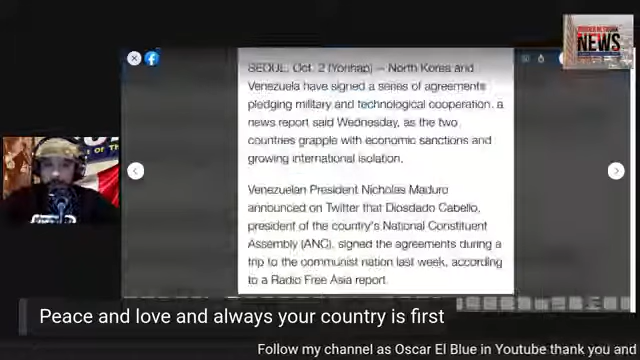 NEWS
SEOUL, Oct. 2 (Yonhap) -- North Korea and
Venezuela have signed a series of agreements
pledging military and technological cooperation, a
news report said Wednesday, as the two
countries grapple with economic sanctions and
growing international isolation.
Venezuelan President Nicholas Maduro
announced on Twitter that Diosdado Cabello,
president of the country's National Constituent
Assembly (ANC), signed the agreements during a
trip to the communist nation last week, according
to a Radio Free Asia report.
Peace and love and always your country is first
Follow my channel as Oscar El Blue in Youtube thank you and